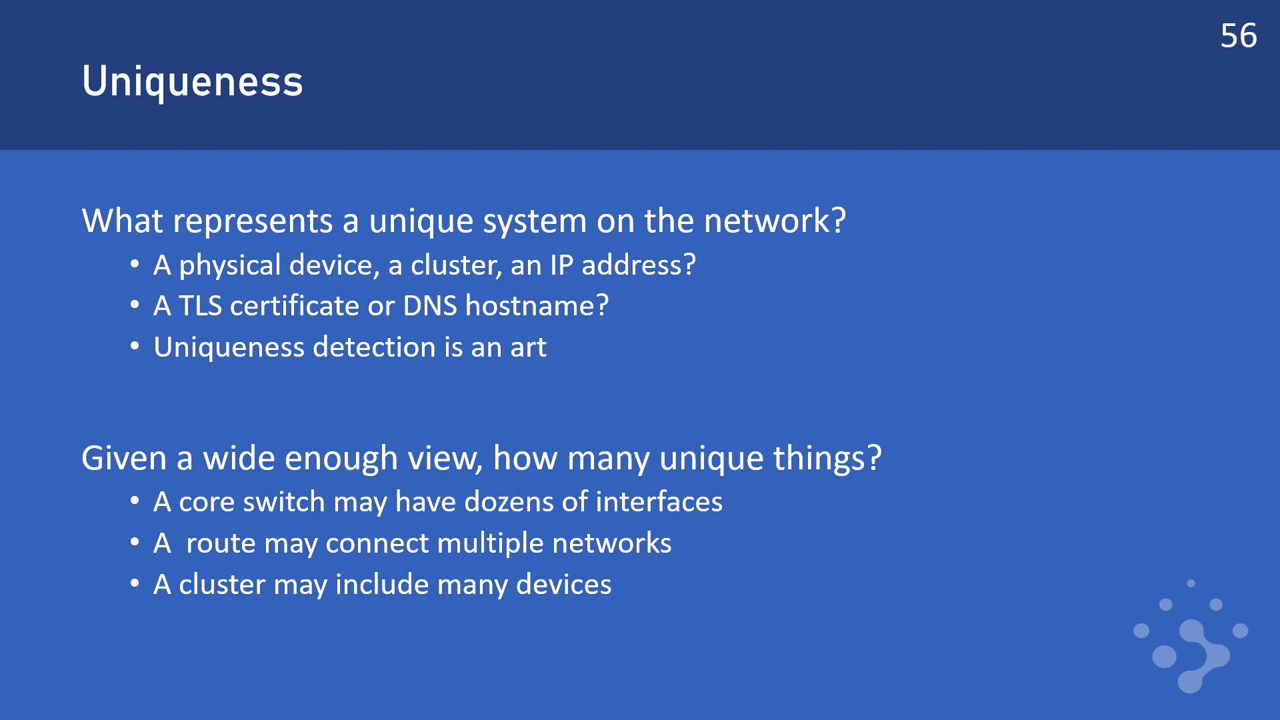 56
Uniqueness
What represents a unique system on the network?
• A physical device, a cluster, an IP address?
• A TLS certificate or DNS hostname?
• Uniqueness detection is an art
Given a wide enough view, how many unique things?
• A core switch may have dozens of interfaces
• A  route may connect multiple networks
• A cluster may include many devices